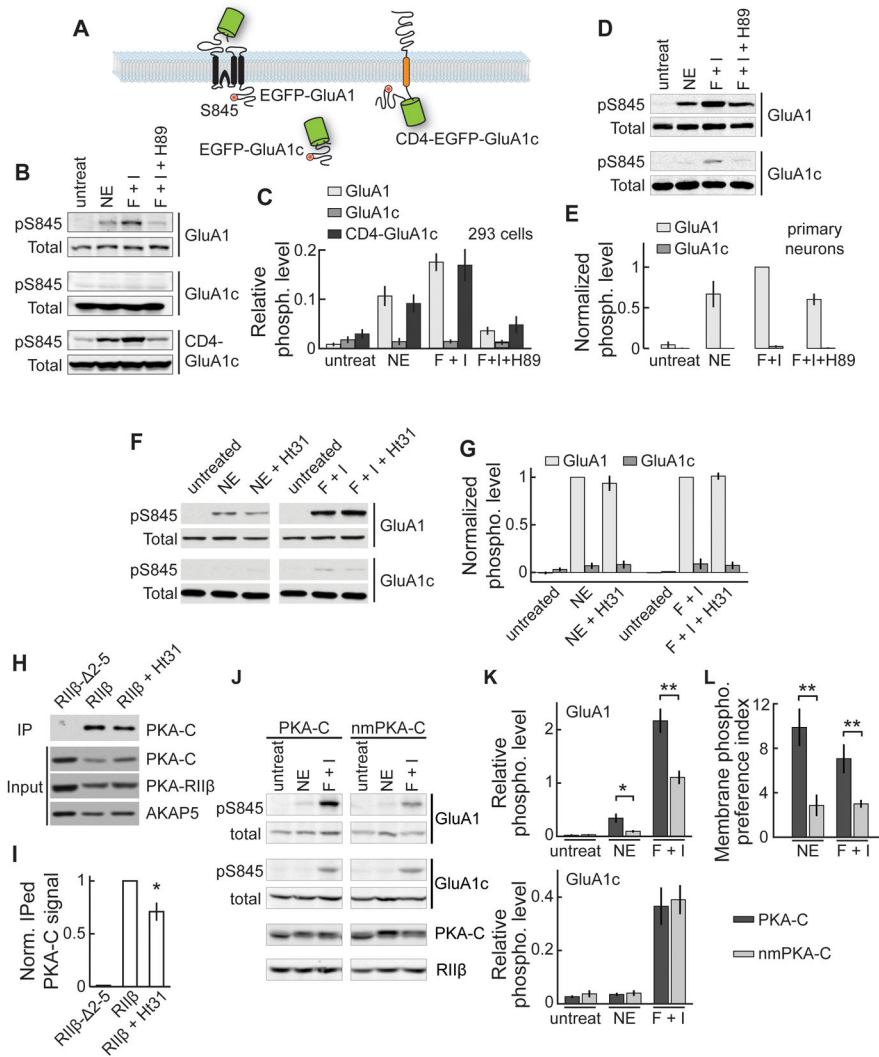 A
S845
EGFP-GluA1
EGFP-GluA1c
CD4-EGFP-GluA1c
B
untreat
NE
F + I
F + I + H89
pS845
Total
GluA1
pS845
Total
GluA1c
pS845
Total
CD4-
GluA1c
C
GluA1
GluA1c
CD4-GluA1c
293 cells
Relative
phosph. level
0.2
0.1
0
untreat
NE
F + I
F+I+H89
D
untreat
NE
F + I
F + I + H89
pS845
Total
GluA1
pS845
Total
GluA1c
E
GluA1
GluA1c
primary
neurons
Normalized
phosph. level
1
0.5
0
untreat
NE
F+I
F+I+H89
F
untreated
NE
NE + Ht31
untreated
F + I
F + I + Ht31
pS845
Total
GluA1
pS845
Total
GluA1c
G
GluA1
GluA1c
Normalized
phospho. level
1
0.5
0
untreated
NE
NE + Ht31
untreated
F + I
F + I + Ht31
H
RIIβ-Δ2-5
RIIβ
RIIβ + Ht31
IP
PKA-C
Input
PKA-C
PKA-RIIβ
AKAP5
I
Norm. IPed
PKA-C signal
1
0.5
0
*
RIIβ-Δ2-5
RIIβ
RIIβ + Ht31
J
PKA-C
nmPKA-C
untreat
NE
F + I
untreat
NE
F + I
pS845
total
GluA1
pS845
total
GluA1c
PKA-C
RIIβ
K
GluA1
Relative
phospho. level
2
1
0
*
**
untreat
NE
F + I
GluA1c
Relative
phospho. level
0.4
0.2
0
untreat
NE
F + I
L
Membrane phospho.
preference index
12
8
4
0
**
**
NE
F + I
PKA-C
nmPKA-C